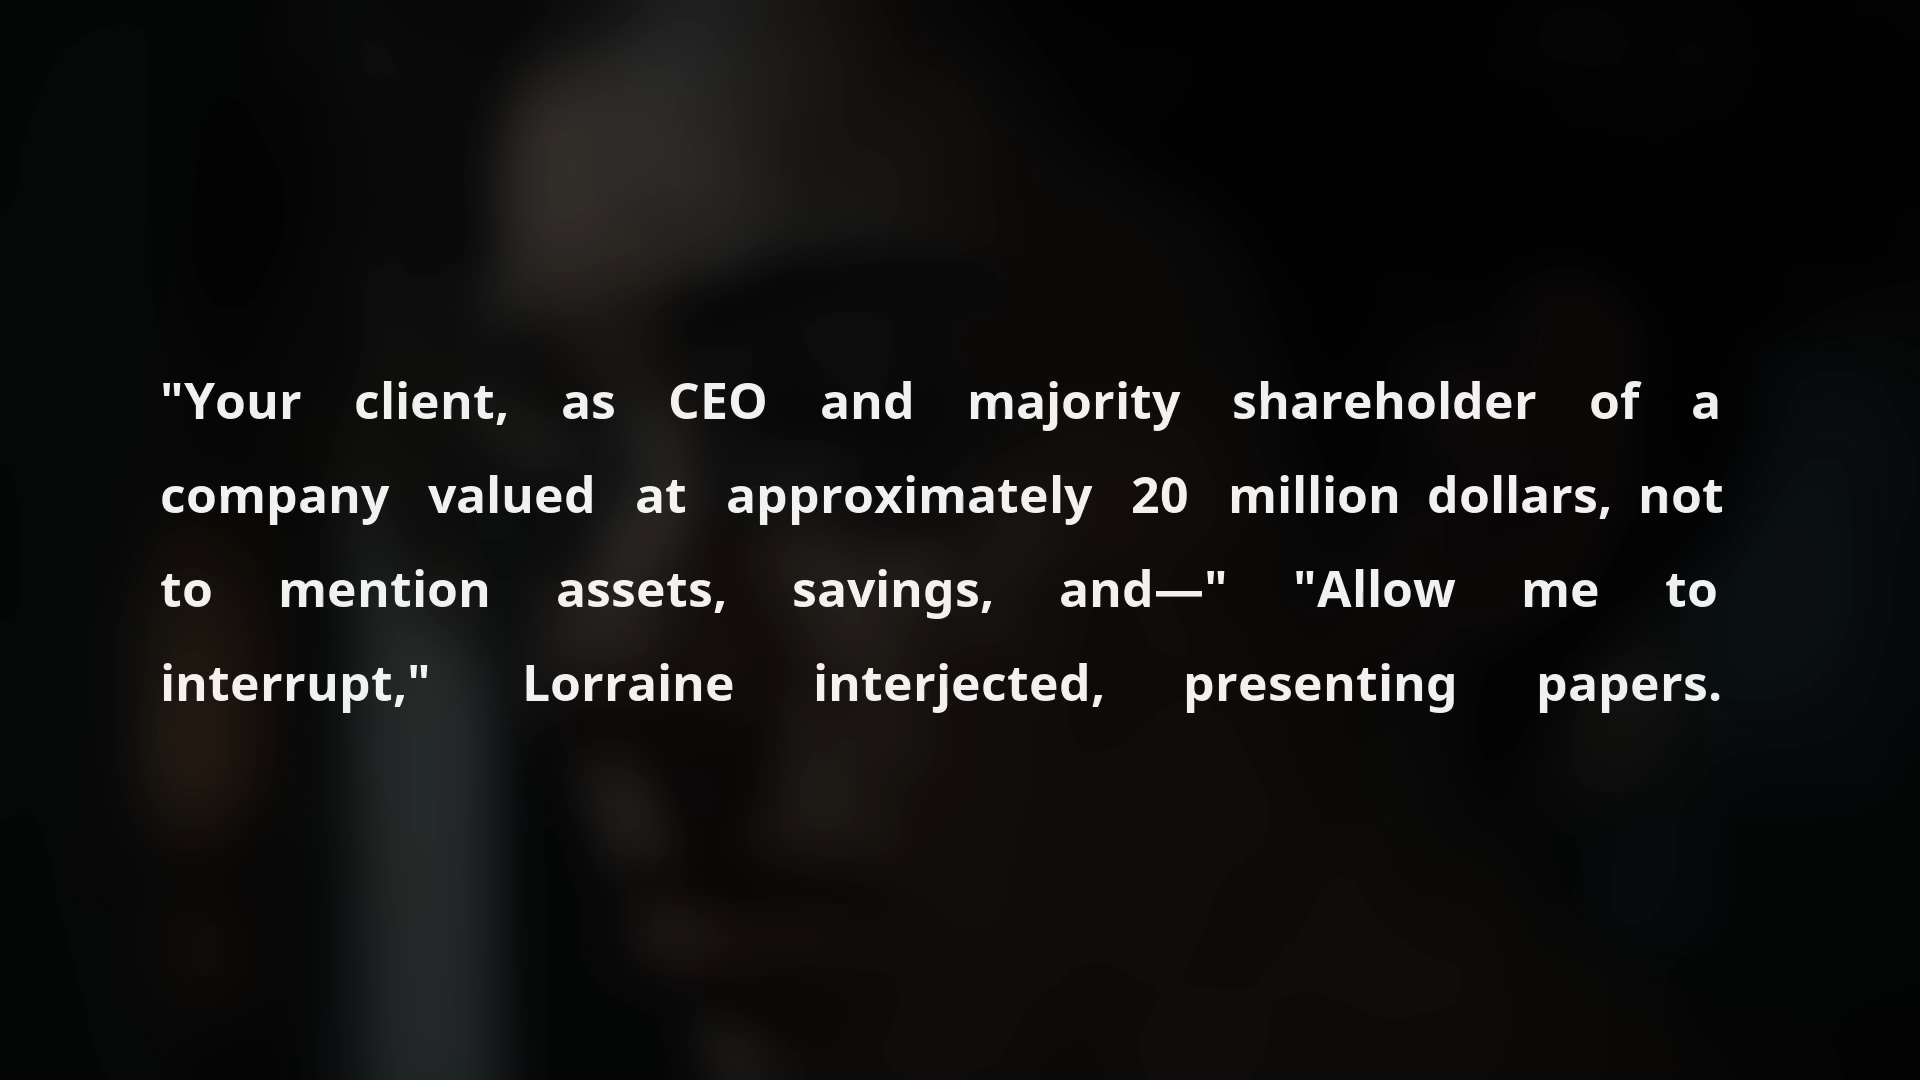 "Your client, as CEO and majority shareholder of a
company valued at approximately 20 million dollars, not
to mention assets, savings, and—" "Allow me to
interrupt," Lorraine interjected, presenting papers.